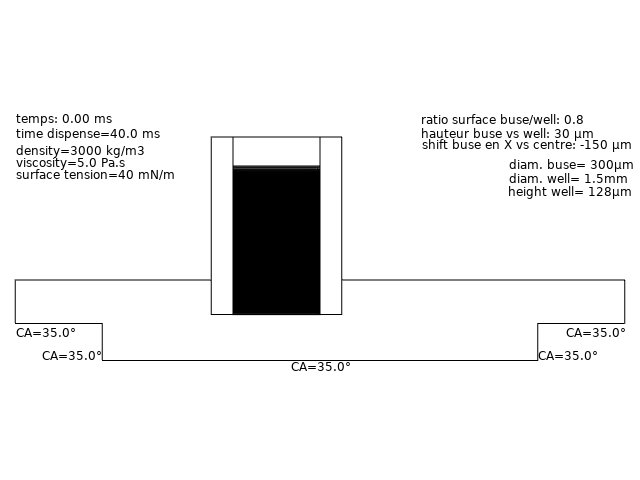 temps: 0.00 ms
time dispense=40.0 ms
density=3000 kg/m3
viscosity=5.0 Pa.s
surface tension=40 mN/m
ratio surface buse/well: 0.8
hauteur buse vs well: 30 µm
shift buse en X vs centre: -150 µm
diam. buse= 300µm
diam. well= 1.5mm
height well= 128µm
CA=35.0°
CA=35.0°
CA=35.0°
CA=35.0°
CA=35.0°